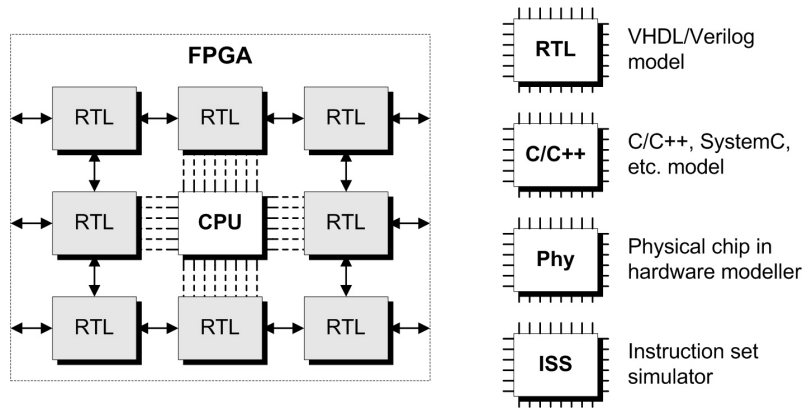 FPGA
RTL
RTL
RTL
RTL
CPU
RTL
RTL
RTL
RTL
RTL
VHDL/Verilog
model
C/C++
C/C++, SystemC,
etc. model
Phy
Physical chip in
hardware modeller
ISS
Instruction set
simulator